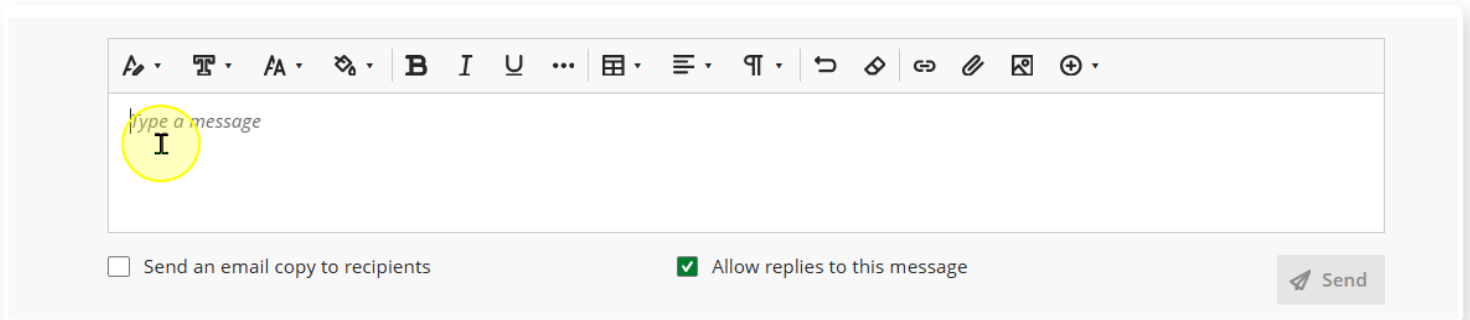 B I U
Type a message
Send an email copy to recipients
Allow replies to this message
Send